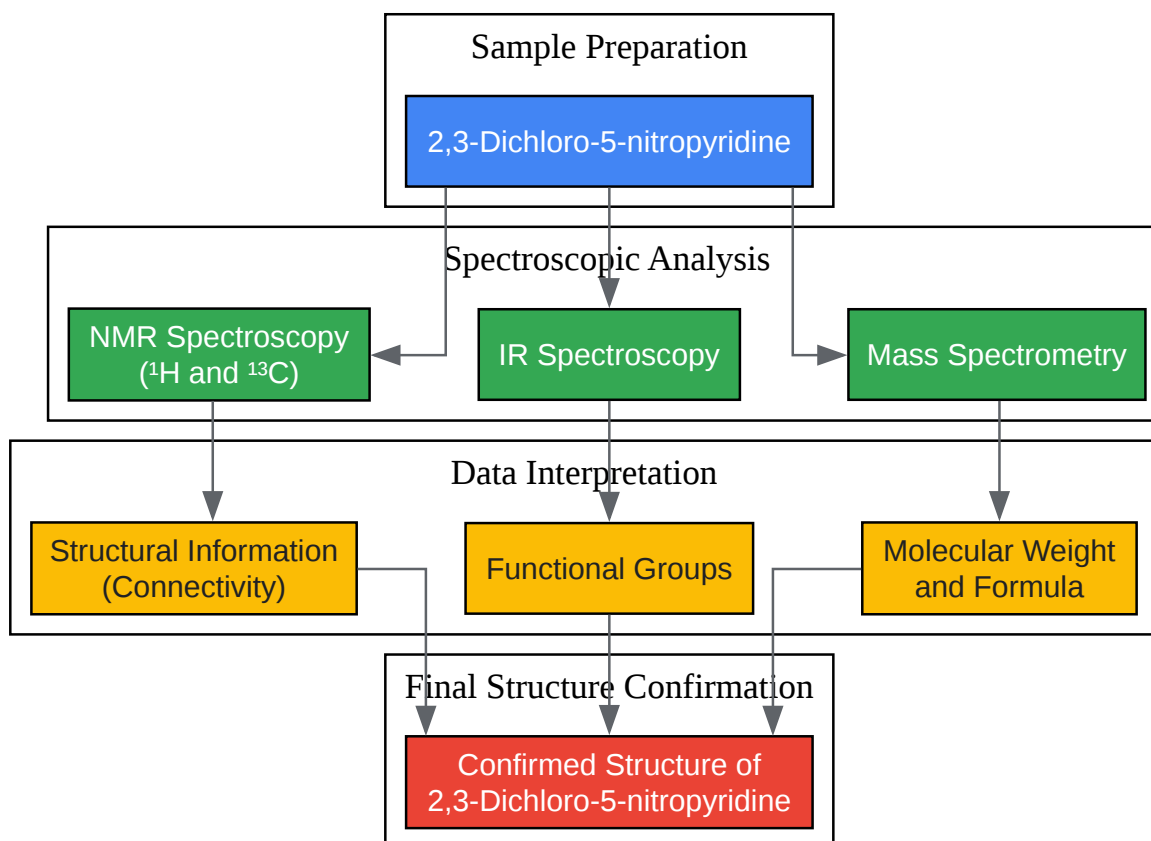 Sample Preparation
2,3-Dichloro-5-nitropyridine
Spectroscopic Analysis
NMR Spectroscopy
(¹H and ¹³C)
IR Spectroscopy
Mass Spectrometry
Data Interpretation
Structural Information
(Connectivity)
Functional Groups
Molecular Weight
and Formula
Final Structure Confirmation
Confirmed Structure of
2,3-Dichloro-5-nitropyridine